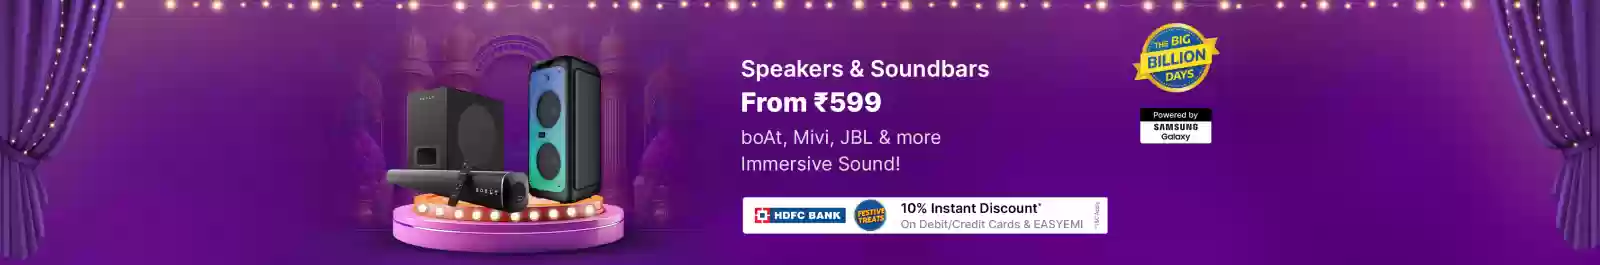 Speakers & Soundbars
From ₹599
boAt, Mivi, JBL & more
Immersive Sound!
HDFC BANK
FESTIVE
TREATS
10% Instant Discount*
On Debit/Credit Cards & EASYEMI
*T&C Apply
THE BIG
BILLION
DAYS
Powered by
SAMSUNG
Galaxy